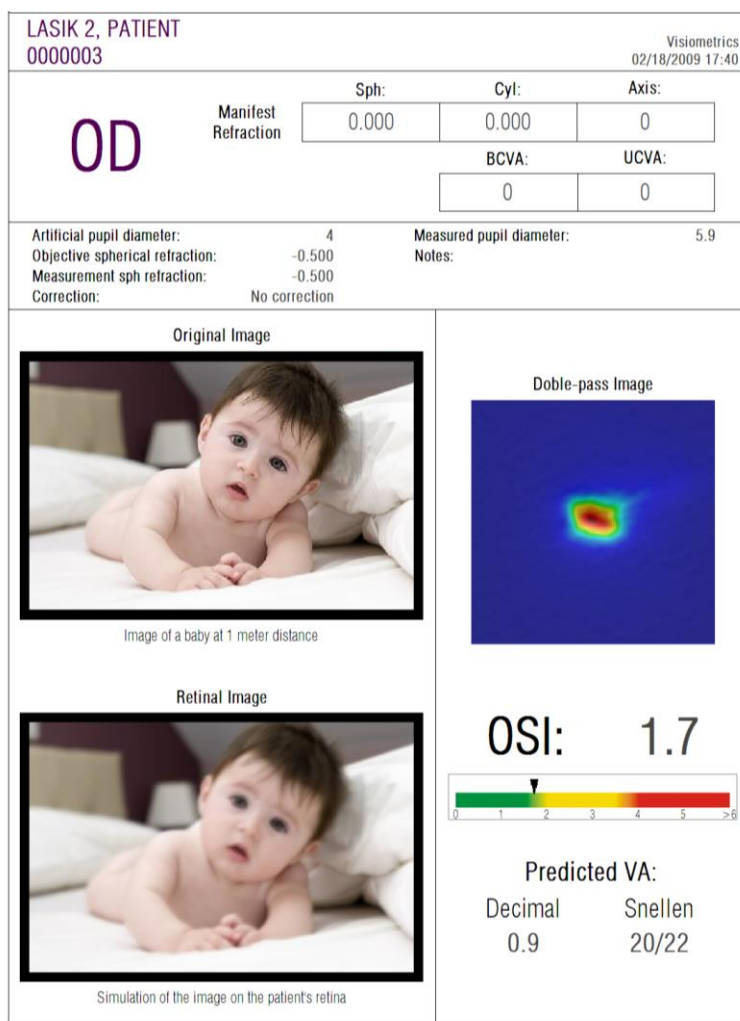 LASIK 2, PATIENT
0000003
Visiometrics
02/18/2009 17:40
OD
Manifest
Refraction
Sph: Cyl: Axis:
0.000 0.000 0
BCVA: UCVA:
0 0
Artificial pupil diameter: 4
Objective spherical refraction: -0.500
Measurement sph refraction: -0.500
Correction: No correction
Measured pupil diameter: 5.9
Notes:
Original Image
Image of a baby at 1 meter distance
Retinal Image
Simulation of the image on the patient's retina
Doble-pass Image
OSI: 1.7
0 1 2 3 4 5 >6
Predicted VA:
Decimal Snellen
0.9 20/22